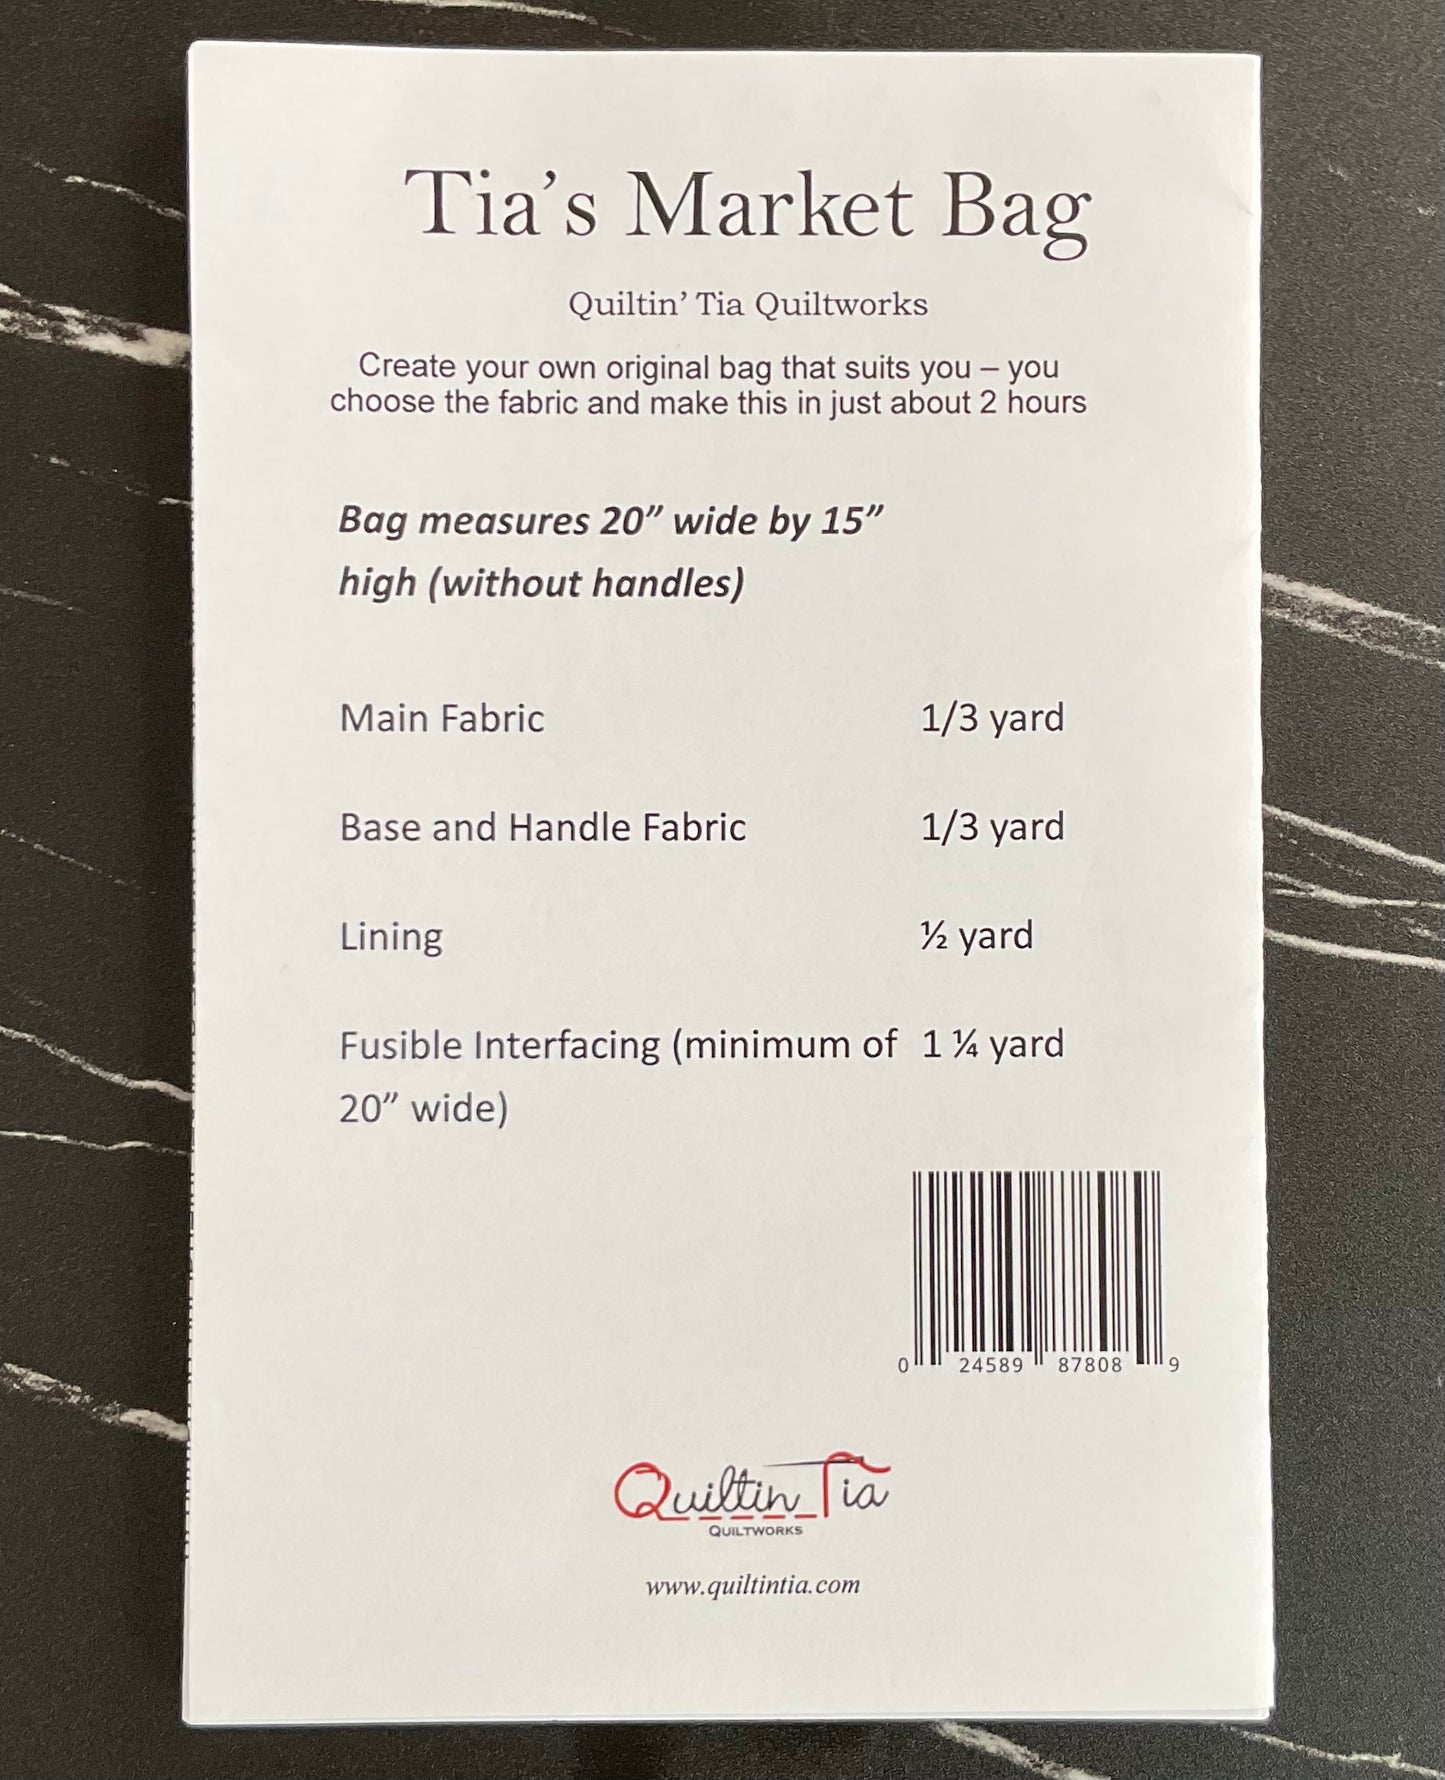 Tia’s Market Bag
Quiltin’ Tia Quiltworks
Create your own original bag that suits you – you
choose the fabric and make this in just about 2 hours
Bag measures 20” wide by 15”
high (without handles)
Main Fabric 1/3 yard
Base and Handle Fabric 1/3 yard
Lining ½ yard
Fusible Interfacing (minimum of 1 ¼ yard
20” wide)
0 24589 87808 9
Quiltin Tia
QUILTWORKS
www.quiltintia.com